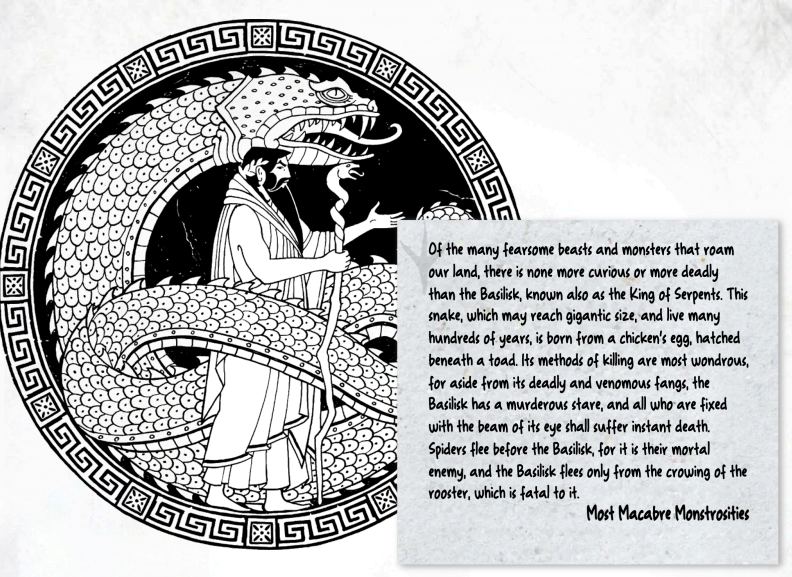 Of the many fearsome beasts and monsters that roam
our land, there is none more curious or more deadly
than the Basilisk, known also as the King of Serpents. This
snake, which may reach gigantic size, and live many
hundreds of years, is born from a chicken's egg, hatched
beneath a toad. Its methods of killing are most wondrous,
for aside from its deadly and venomous fangs, the
Basilisk has a murderous stare, and all who are fixed
with the beam of its eye shall suffer instant death.
Spiders flee before the Basilisk, for it is their mortal
enemy, and the Basilisk flees only from the crowing of the
rooster, which is fatal to it.
Most Macabre Monstrosities